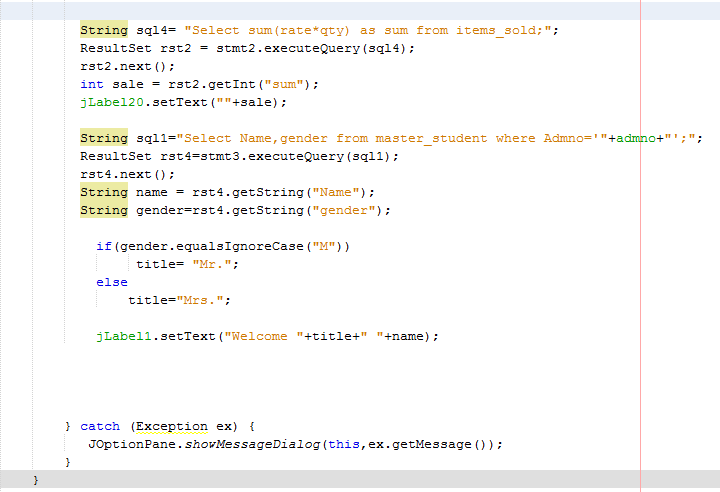 String sql4= "Select sum(rate*qty) as sum from items_sold;";
ResultSet rst2 = stmt2.executeQuery(sql4);
rst2.next();
int sale = rst2.getInt("sum");
jLabel20.setText(""+sale);
String sql1="Select Name,gender from master_student where Admno='"+admno+"';";
ResultSet rst4=stmt3.executeQuery(sql1);
rst4.next();
String name = rst4.getString("Name");
String gender=rst4.getString("gender");
if(gender.equalsIgnoreCase("M"))
title= "Mr.";
else
title="Mrs.";
jLabel1.setText("Welcome "+title+" "+name);
} catch (Exception ex) {
JOptionPane.showMessageDialog(this,ex.getMessage());
}
}